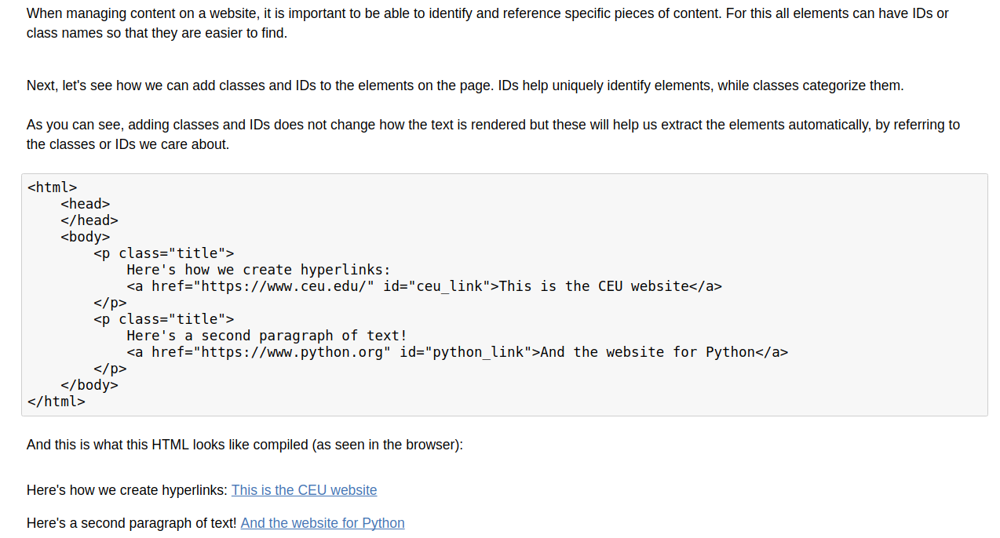 When managing content on a website, it is important to be able to identify and reference specific pieces of content. For this all elements can have IDs or
class names so that they are easier to find.
Next, let's see how we can add classes and IDs to the elements on the page. IDs help uniquely identify elements, while classes categorize them.
As you can see, adding classes and IDs does not change how the text is rendered but these will help us extract the elements automatically, by referring to
the classes or IDs we care about.
<html>
    <head>
    </head>
    <body>
        <p class="title">
            Here's how we create hyperlinks:
            <a href="https://www.ceu.edu/" id="ceu_link">This is the CEU website</a>
        </p>
        <p class="title">
            Here's a second paragraph of text!
            <a href="https://www.python.org" id="python_link">And the website for Python</a>
        </p>
    </body>
</html>
And this is what this HTML looks like compiled (as seen in the browser):
Here's how we create hyperlinks: This is the CEU website
Here's a second paragraph of text! And the website for Python